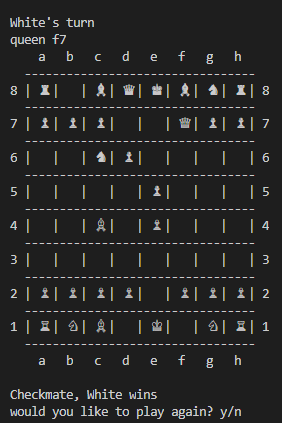 White's turn
queen f7
a b c d e f g h
-----------------------------------
8 | ♜ |   | ♝ | ♛ | ♚ | ♝ | ♞ | ♜ | 8
-----------------------------------
7 | ♟ | ♟ | ♟ |   |   | ♕ | ♟ | ♟ | 7
-----------------------------------
6 |   |   | ♞ | ♟ |   |   |   |   | 6
-----------------------------------
5 |   |   |   |   | ♟ |   |   |   | 5
-----------------------------------
4 |   |   | ♗ |   | ♙ |   |   |   | 4
-----------------------------------
3 |   |   |   |   |   |   |   |   | 3
-----------------------------------
2 | ♙ | ♙ | ♙ | ♙ |   | ♙ | ♙ | ♙ | 2
-----------------------------------
1 | ♖ | ♘ | ♗ |   | ♔ |   | ♘ | ♖ | 1
-----------------------------------
a b c d e f g h
Checkmate, White wins
would you like to play again? y/n